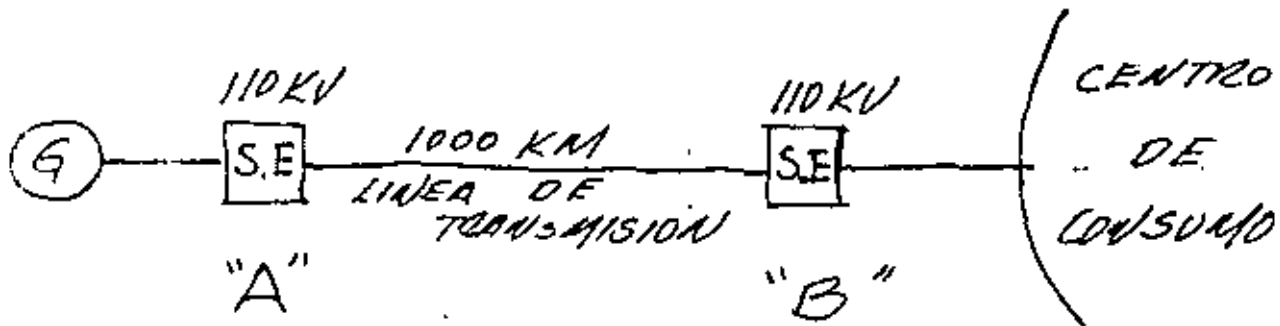 110 KV
110 KV
CENTRO
G
S.E
1000 KM
S.E
DE
LINEA DE
TRANSMISION
CONSUMO
"A"
"B"